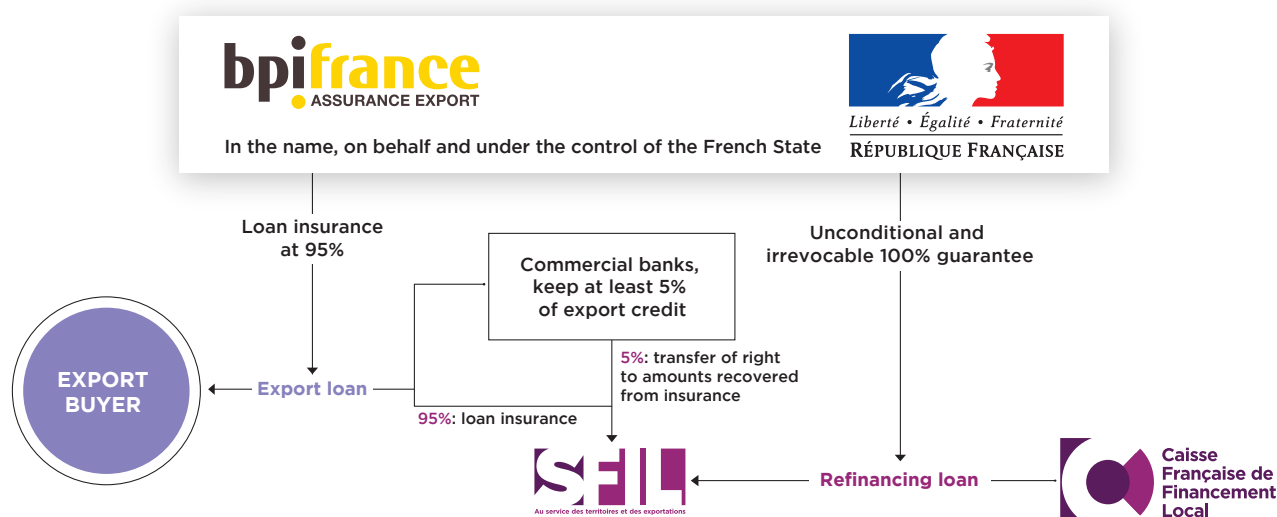 bpifrance
ASSURANCE EXPORT
In the name, on behalf and under the control of the French State
Liberté • Égalité • Fraternité
RÉPUBLIQUE FRANÇAISE
Loan insurance
at 95%
Unconditional and
irrevocable 100% guarantee
Commercial banks,
keep at least 5%
of export credit
EXPORT
BUYER
Export loan
5%: transfer of right
to amounts recovered
from insurance
95%: loan insurance
SFIL
Au service des territoires et des exportations
Refinancing loan
Caisse
Française de
Financement
Local